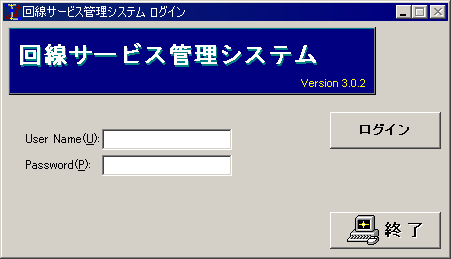 回線サービス管理システム ログイン
回線サービス管理システム
Version 3.0.2
User Name(U):
Password(P):
ログイン
終了